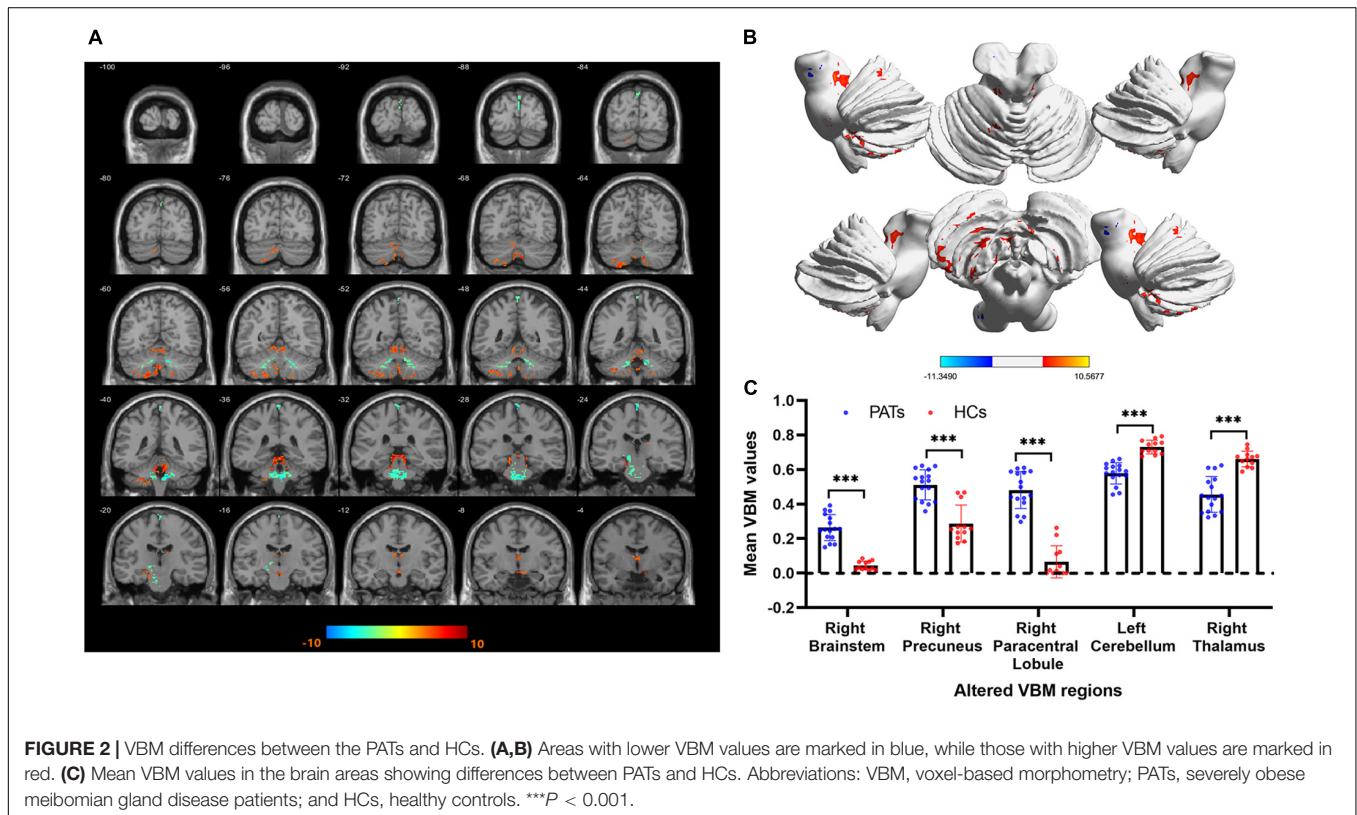 A
-100 -96 -92 -88 -84
-80 -76 -72 -68 -64
-60 -56 -52 -48 -44
-40 -36 -32 -28 -24
-20 -16 -12 -8 -4
-10 10
B
-11.3490 10.5677
C
PATs HCs
Mean VBM values
1.0
0.8
0.6
0.4
0.2
0.0
-0.2
*** *** *** *** ***
Right Brainstem
Right Precuneus
Right Paracentral Lobule
Left Cerebellum
Right Thalamus
Altered VBM regions
FIGURE 2 | VBM differences between the PATs and HCs. (A,B) Areas with lower VBM values are marked in blue, while those with higher VBM values are marked in
red. (C) Mean VBM values in the brain areas showing differences between PATs and HCs. Abbreviations: VBM, voxel-based morphometry; PATs, severely obese
meibomian gland disease patients; and HCs, healthy controls. ***P < 0.001.